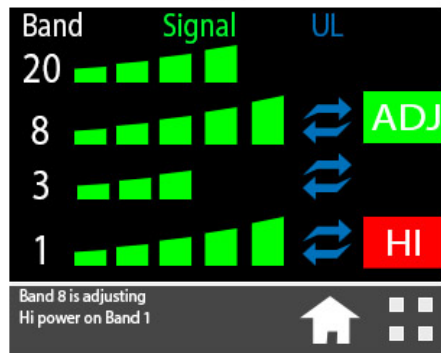 Band Signal UL
20
8 ADJ
3
1 HI
Band 8 is adjusting
Hi power on Band 1